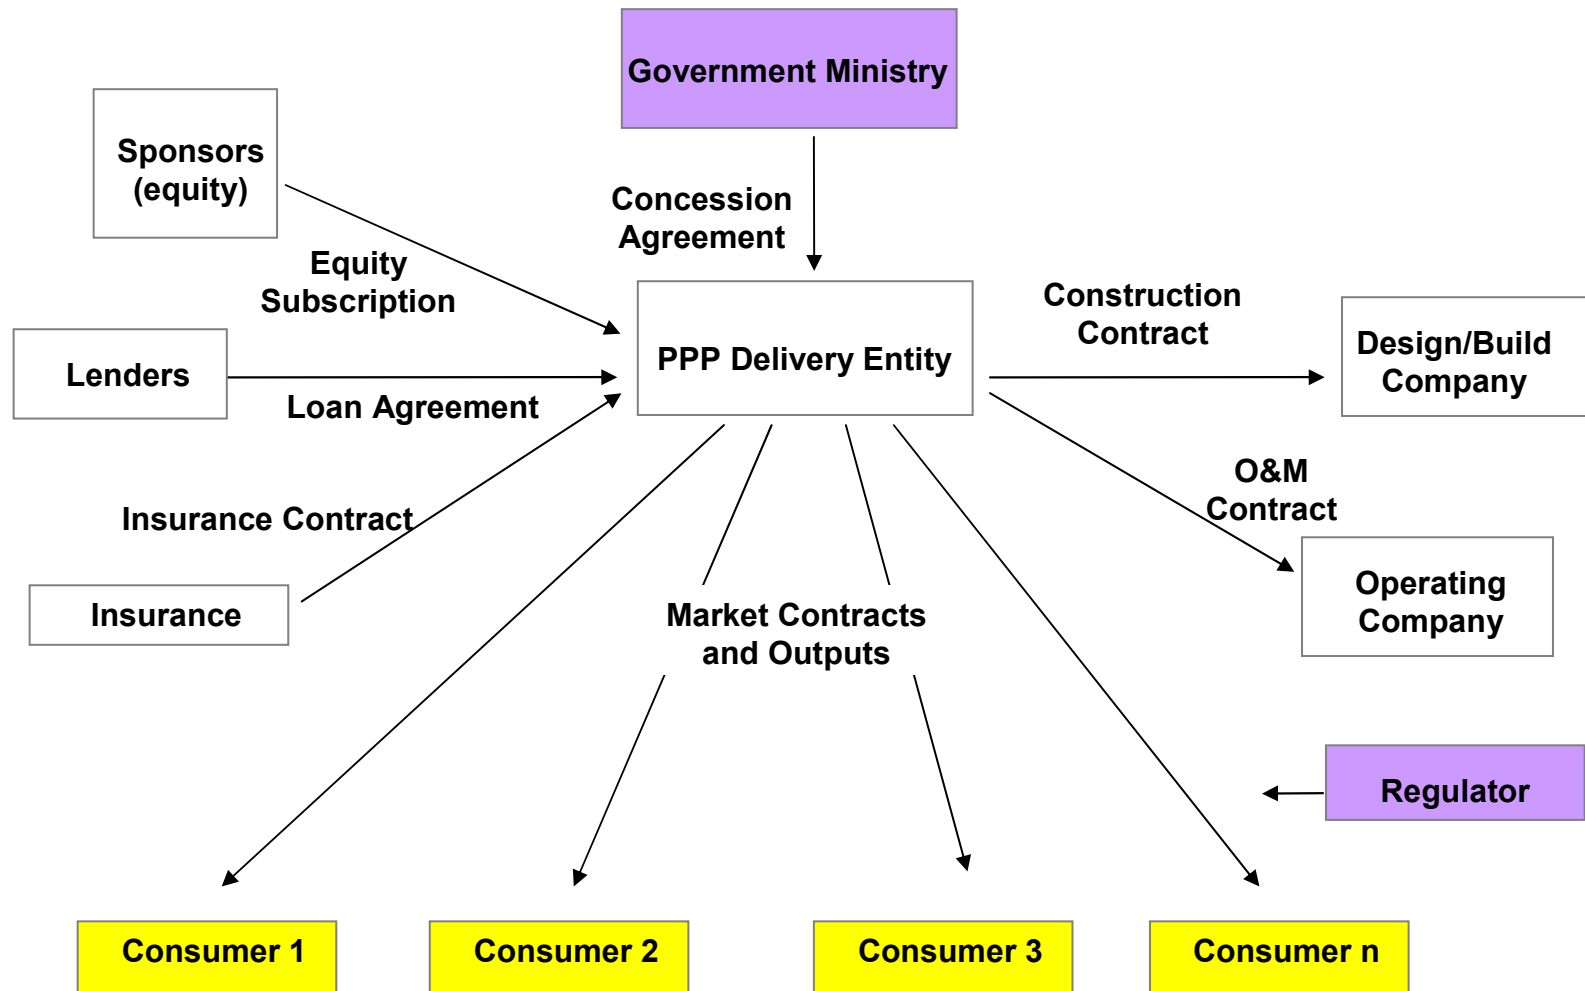 Government Ministry
Sponsors
(equity)
Concession
Agreement
Equity
Subscription
Construction
Contract
PPP Delivery Entity
Design/Build
Company
Lenders
Loan Agreement
O&M
Contract
Insurance Contract
Operating
Company
Insurance
Market Contracts
and Outputs
Regulator
Consumer 1
Consumer 2
Consumer 3
Consumer n